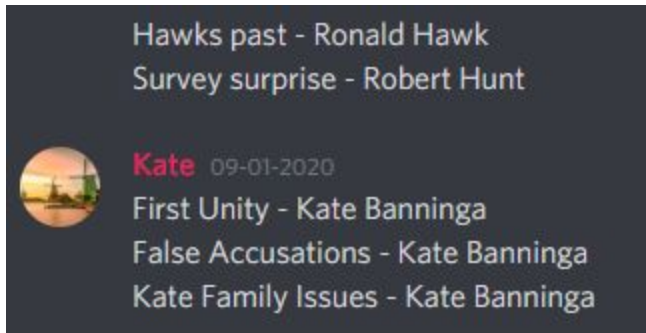 Hawks past - Ronald Hawk
Survey surprise - Robert Hunt
Kate 09-01-2020
First Unity - Kate Banninga
False Accusations - Kate Banninga
Kate Family Issues - Kate Banninga